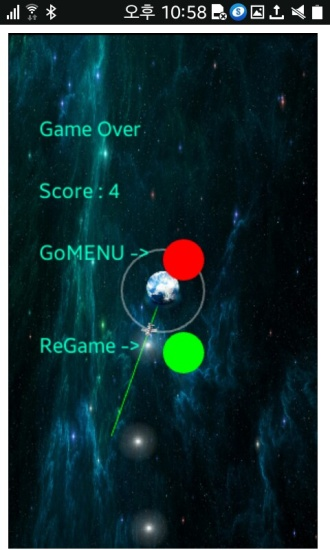 오후 10:58
Game Over
Score : 4
GoMENU ->
ReGame ->